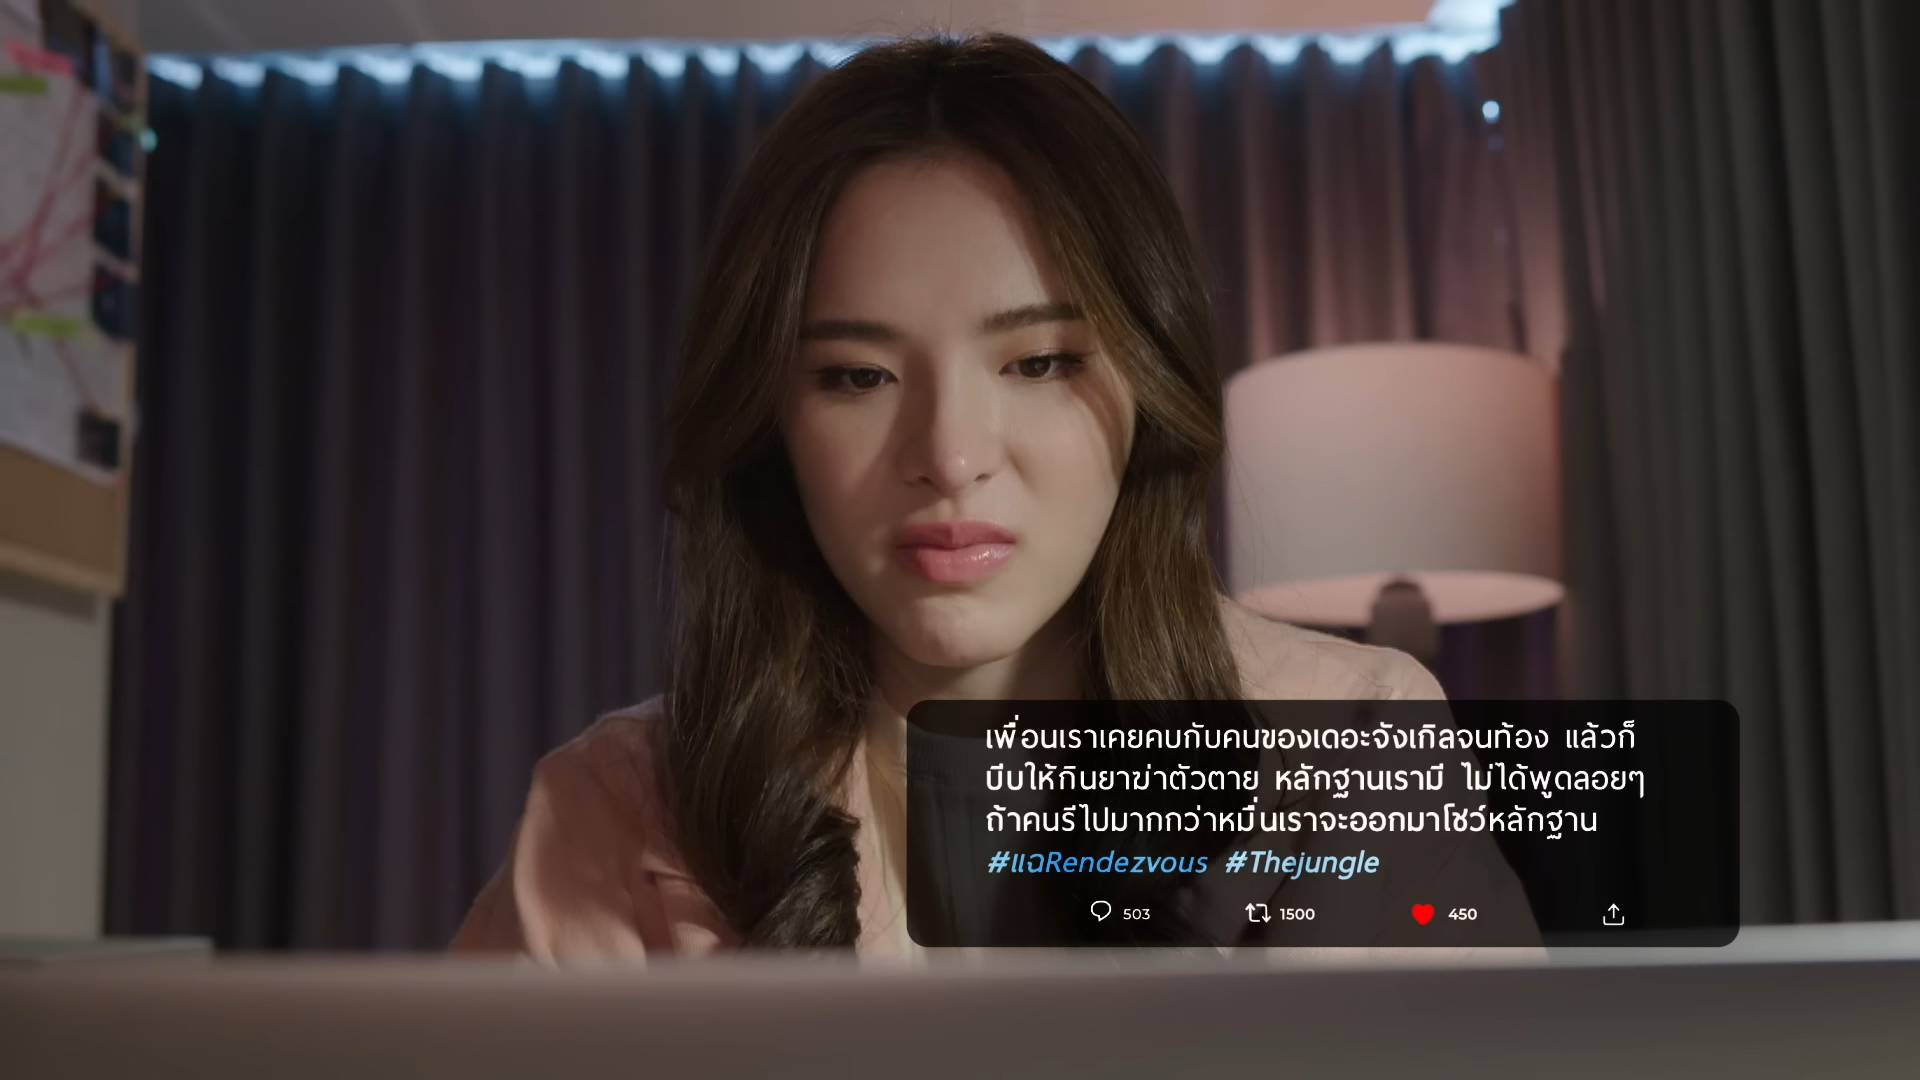 เพื่อนเราเคยคบกับคนของเดอะจังเกิลจนท้อง แล้วก็
บีบให้กินยาฆ่าตัวตาย หลักฐานเรามี ไม่ได้พูดลอยๆ
ถ้าคนรีไปมากกว่าหมื่นเราจะออกมาโชว์หลักฐาน
#แฉRendezvous #Thejungle
503 1500 450